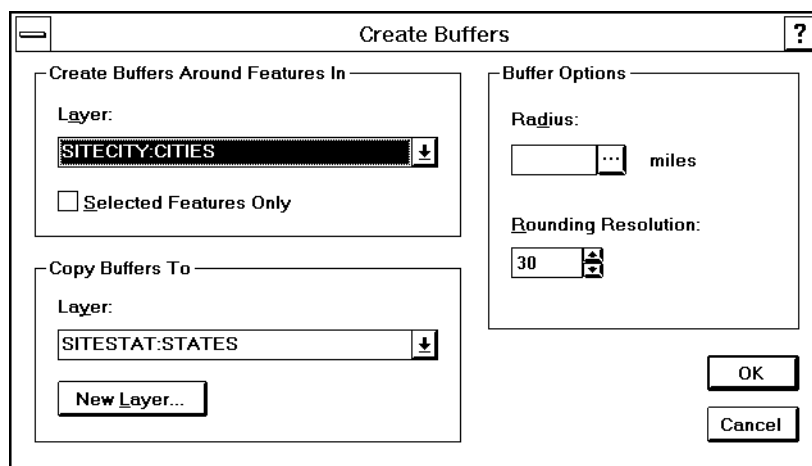 Create Buffers
?
Create Buffers Around Features In
Layer:
SITECITY:CITIES
Selected Features Only
Copy Buffers To
Layer:
SITESTAT:STATES
New Layer...
Buffer Options
Radius:
... miles
Rounding Resolution:
30
OK
Cancel